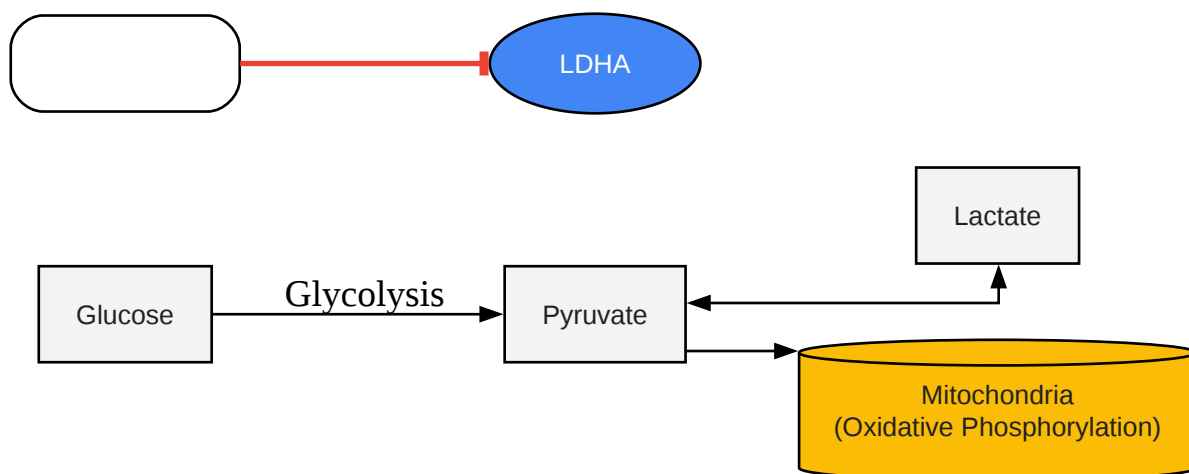 LDHA
Lactate
Glucose
Glycolysis
Pyruvate
Mitochondria
(Oxidative Phosphorylation)